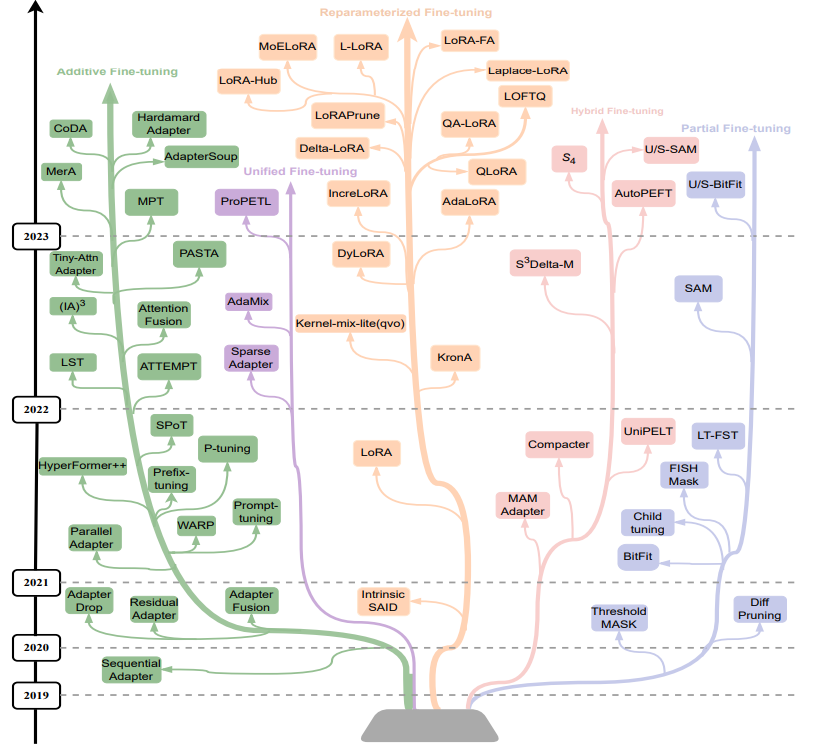 Reparameterized Fine-tuning
MoELoRA
L-LoRA
LoRA-FA
Additive Fine-tuning
LoRA-Hub
Laplace-LoRA
LOFTQ
Hybrid Fine-tuning
CoDA
Hardamard
Adapter
LoRAPrune
QA-LoRA
Partial Fine-tuning
AdapterSoup
Delta-LoRA
S4
U/S-SAM
MerA
Unified Fine-tuning
QLoRA
U/S-BitFit
MPT
ProPETL
IncreLoRA
AdaLoRA
AutoPEFT
2023
Tiny-Attn
Adapter
PASTA
DyLoRA
S³Delta-M
(IA)³
Attention
Fusion
AdaMix
SAM
Kernel-mix-lite(qvo)
LST
ATTEMPT
Sparse
Adapter
KronA
2022
SPoT
P-tuning
LoRA
Compacter
UniPELT
LT-FST
HyperFormer++
Prefix-
tuning
FISH
Mask
MAM
Adapter
Parallel
Adapter
WARP
Prompt-
tuning
Child
tuning
BitFit
2021
Adapter
Drop
Residual
Adapter
Adapter
Fusion
Intrinsic
SAID
Threshold
MASK
Diff
Pruning
2020
Sequential
Adapter
2019